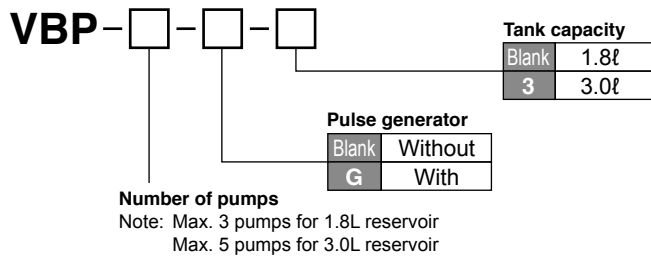 VBP-□-□-□
Tank capacity
Blank 1.8ℓ
3 3.0ℓ
Pulse generator
Blank Without
G With
Number of pumps
Note: Max. 3 pumps for 1.8L reservoir
Max. 5 pumps for 3.0L reservoir